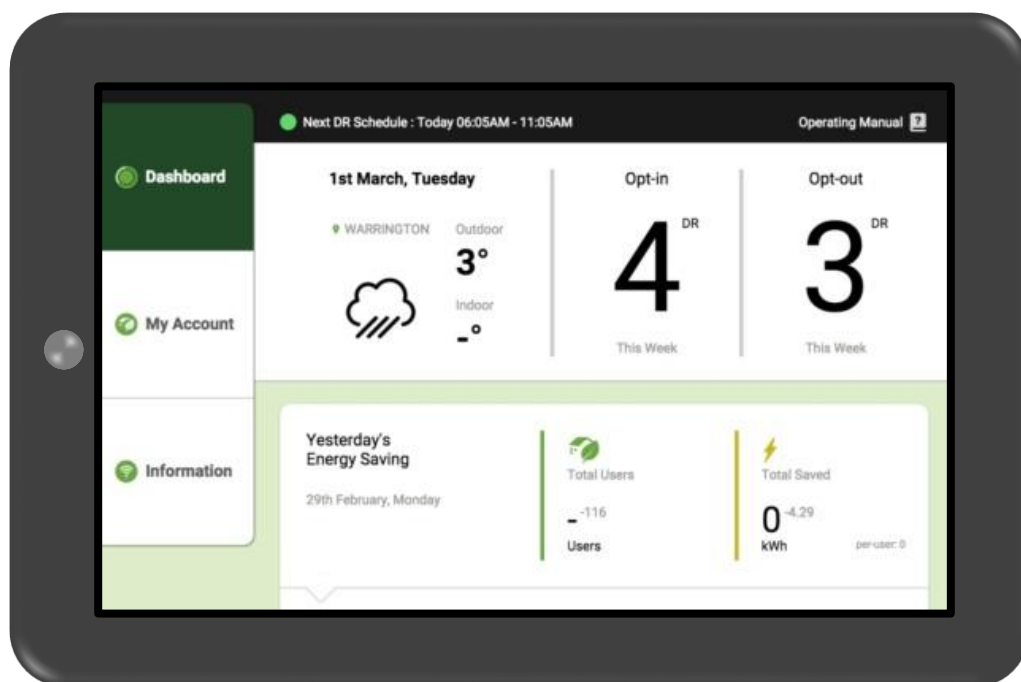 Next DR Schedule : Today 06:05AM - 11:05AM
Operating Manual ?
Dashboard
My Account
Information
1st March, Tuesday
WARRINGTON
Outdoor
3°
Indoor
-°
Opt-in
4 DR
This Week
Opt-out
3 DR
This Week
Yesterday's
Energy Saving
29th February, Monday
Total Users
- -116
Users
Total Saved
0 -4.29
kWh
per-user: 0